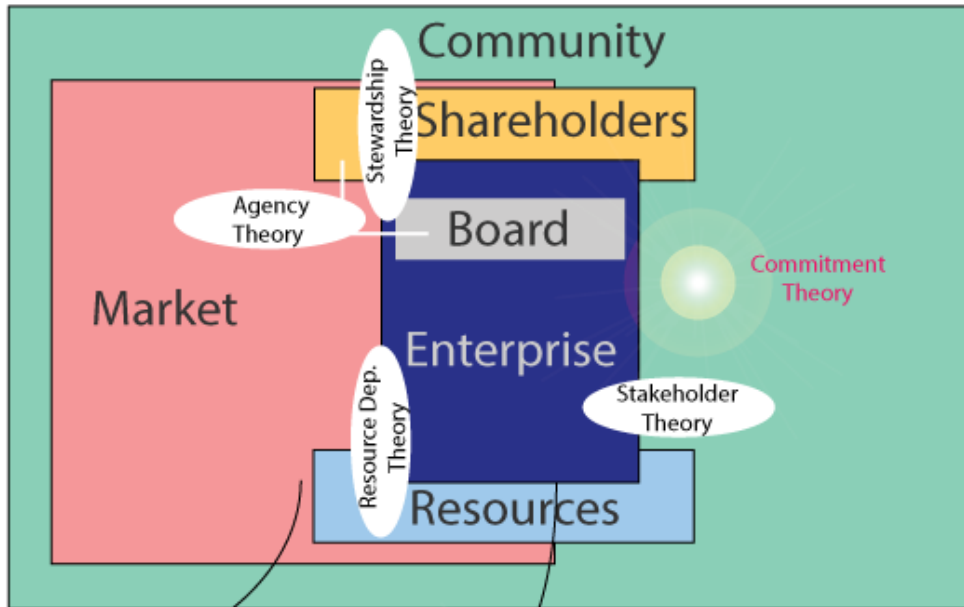 Community
Stewardship
Theory
Shareholders
Agency
Theory
Board
Market
Commitment
Theory
Enterprise
Resource Dep.
Theory
Stakeholder
Theory
Resources